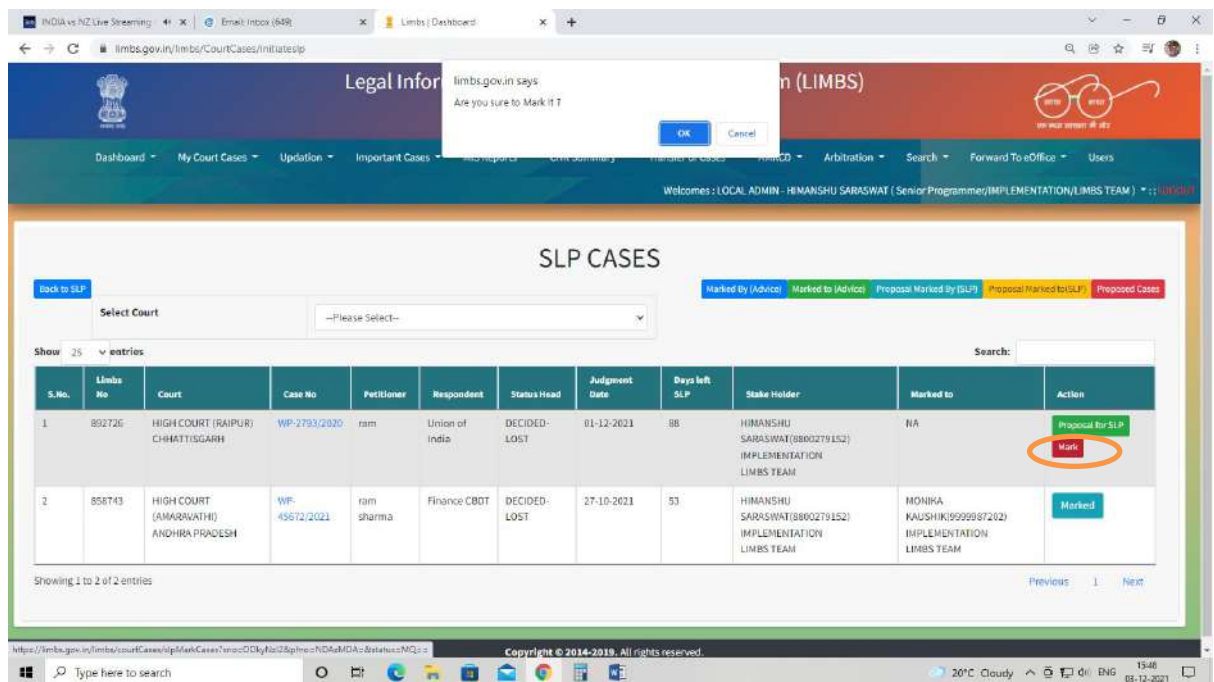 INDIA vs NZ Live Streaming
Email: Inbox (649)
Limbs | Dashboard
limbs.gov.in/limbs/CourtCases/initiateslp
Legal Infor
m (LIMBS)
limbs.gov.in says
Are you sure to Mark It ?
OK Cancel
Dashboard My Court Cases Updation Important Cases Arbitration Search Forward To eOffice Users
Welcomes : LOCAL ADMIN - HIMANSHU SARASWAT ( Senior Programmer/IMPLEMENTATION/LIMBS TEAM ) :: LOGOUT
SLP CASES
Back to SLP
Marked By (Advice) Marked to (Advice) Proposal Marked By (SLP) Proposal Marked to(SLP) Proposed Cases
Select Court
--Please Select--
Show 25 entries
Search:
S.No. Limbs No Court Case No Petitioner Respondent Status Head Judgment Date Days left SLP Stake Holder Marked to Action
1 892726 HIGH COURT (RAIPUR) CHHATTISGARH WP-2793/2020 ram Union of India DECIDED-LOST 01-12-2021 88 HIMANSHU SARASWAT(8800279152) IMPLEMENTATION LIMBS TEAM NA Proposal for SLP Mark
2 858743 HIGH COURT (AMARAVATHI) ANDHRA PRADESH WP-45672/2021 ram sharma Finance CBDT DECIDED-LOST 27-10-2021 53 HIMANSHU SARASWAT(8800279152) IMPLEMENTATION LIMBS TEAM MONIKA KAUSHIK(9999987202) IMPLEMENTATION LIMBS TEAM Marked
Showing 1 to 2 of 2 entries
Previous 1 Next
Copyright © 2014-2019. All rights reserved.
Type here to search
20°C Cloudy ENG
15:48
03-12-2021